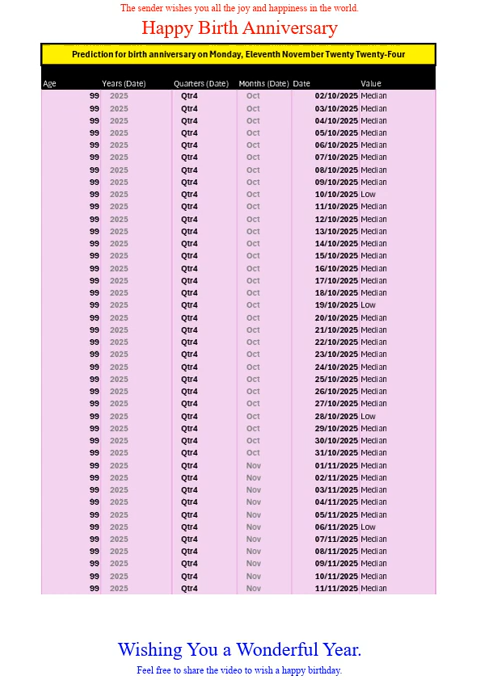 The sender wishes you all the joy and happiness in the world.
Happy Birth Anniversary
Prediction for birth anniversary on Monday, Eleventh November Twenty Twenty-Four
Age Years (Date) Quarters (Date) Months (Date) Date Value
99 2025 Qtr4 Oct 02/10/2025 Median
99 2025 Qtr4 Oct 03/10/2025 Median
99 2025 Qtr4 Oct 04/10/2025 Median
99 2025 Qtr4 Oct 05/10/2025 Median
99 2025 Qtr4 Oct 06/10/2025 Median
99 2025 Qtr4 Oct 07/10/2025 Median
99 2025 Qtr4 Oct 08/10/2025 Median
99 2025 Qtr4 Oct 09/10/2025 Median
99 2025 Qtr4 Oct 10/10/2025 Low
99 2025 Qtr4 Oct 11/10/2025 Median
99 2025 Qtr4 Oct 12/10/2025 Median
99 2025 Qtr4 Oct 13/10/2025 Median
99 2025 Qtr4 Oct 14/10/2025 Median
99 2025 Qtr4 Oct 15/10/2025 Median
99 2025 Qtr4 Oct 16/10/2025 Median
99 2025 Qtr4 Oct 17/10/2025 Median
99 2025 Qtr4 Oct 18/10/2025 Median
99 2025 Qtr4 Oct 19/10/2025 Low
99 2025 Qtr4 Oct 20/10/2025 Median
99 2025 Qtr4 Oct 21/10/2025 Median
99 2025 Qtr4 Oct 22/10/2025 Median
99 2025 Qtr4 Oct 23/10/2025 Median
99 2025 Qtr4 Oct 24/10/2025 Median
99 2025 Qtr4 Oct 25/10/2025 Median
99 2025 Qtr4 Oct 26/10/2025 Median
99 2025 Qtr4 Oct 27/10/2025 Median
99 2025 Qtr4 Oct 28/10/2025 Low
99 2025 Qtr4 Oct 29/10/2025 Median
99 2025 Qtr4 Oct 30/10/2025 Median
99 2025 Qtr4 Oct 31/10/2025 Median
99 2025 Qtr4 Nov 01/11/2025 Median
99 2025 Qtr4 Nov 02/11/2025 Median
99 2025 Qtr4 Nov 03/11/2025 Median
99 2025 Qtr4 Nov 04/11/2025 Median
99 2025 Qtr4 Nov 05/11/2025 Median
99 2025 Qtr4 Nov 06/11/2025 Low
99 2025 Qtr4 Nov 07/11/2025 Median
99 2025 Qtr4 Nov 08/11/2025 Median
99 2025 Qtr4 Nov 09/11/2025 Median
99 2025 Qtr4 Nov 10/11/2025 Median
99 2025 Qtr4 Nov 11/11/2025 Median
Wishing You a Wonderful Year.
Feel free to share the video to wish a happy birthday.